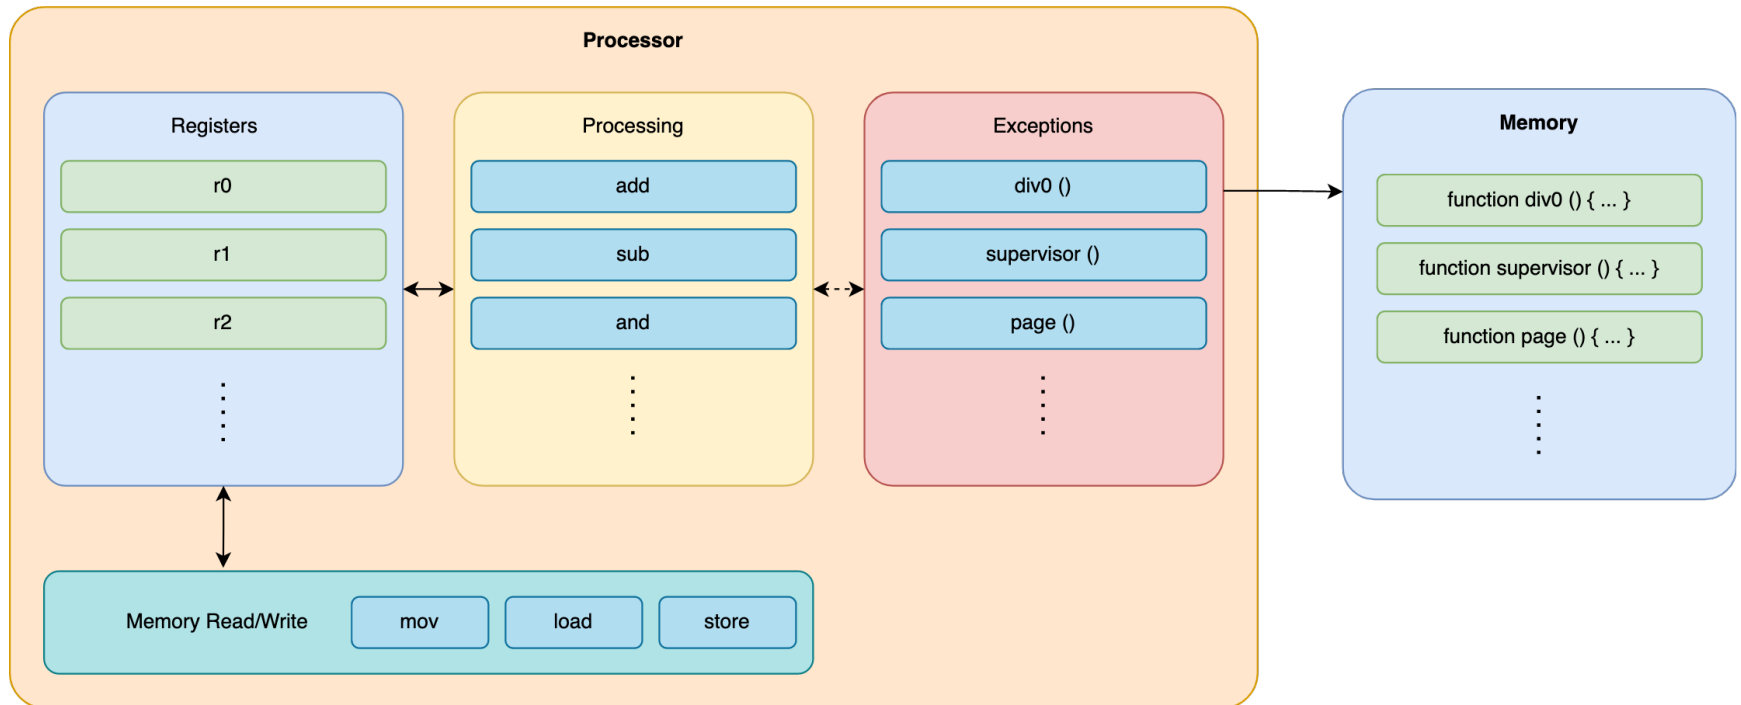 Processor
Registers
r0
r1
r2
Processing
add
sub
and
Exceptions
div0 ()
supervisor ()
page ()
Memory
function div0 () { ... }
function supervisor () { ... }
function page () { ... }
Memory Read/Write
mov
load
store